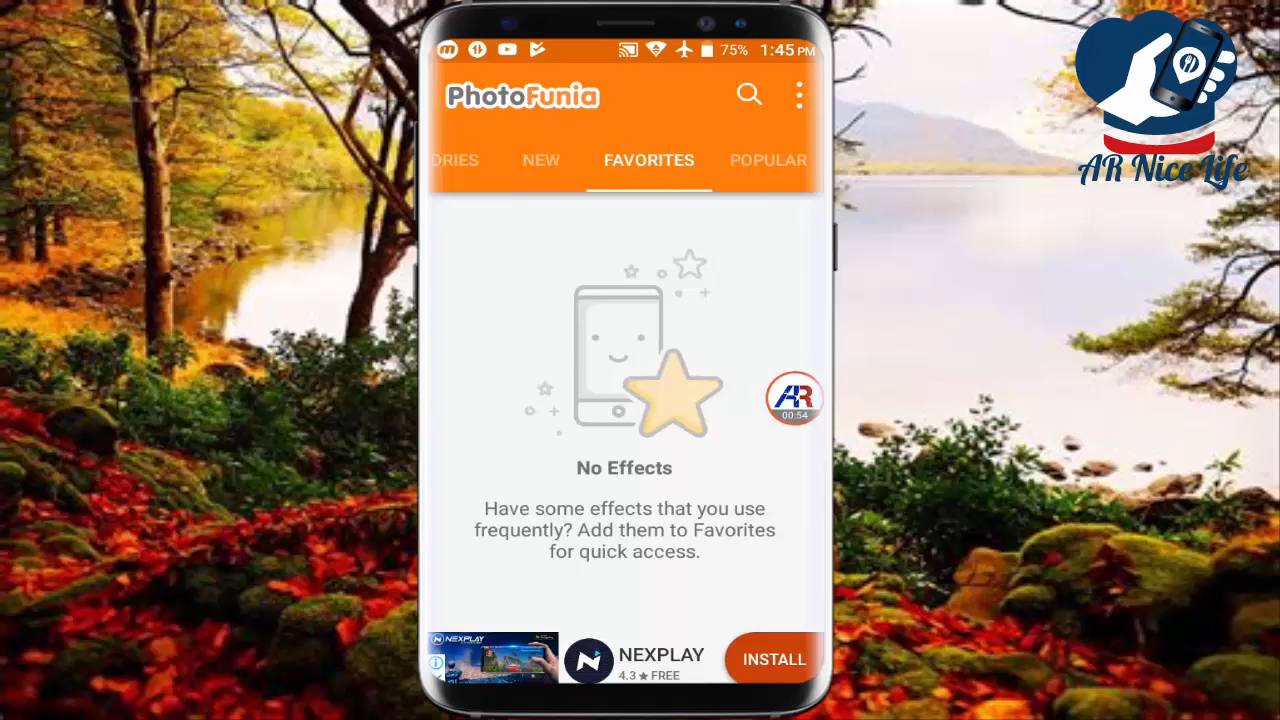 75% 1:45 PM
PhotoFunia
ORIES NEW FAVORITES POPULAR
AR Nice Life
AR
00:54
No Effects
Have some effects that you use
frequently? Add them to Favorites
for quick access.
NEXPLAY
NEXPLAY
4.3★ FREE
INSTALL